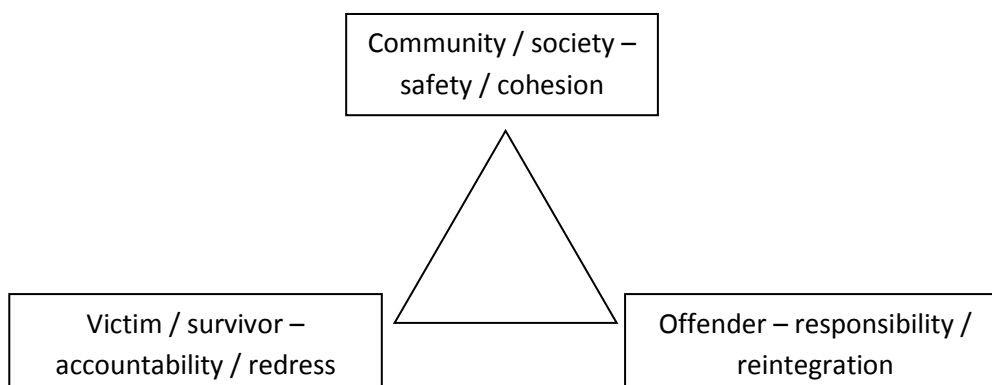 Community / society –
safety / cohesion
Victim / survivor –
accountability / redress
Offender – responsibility /
reintegration